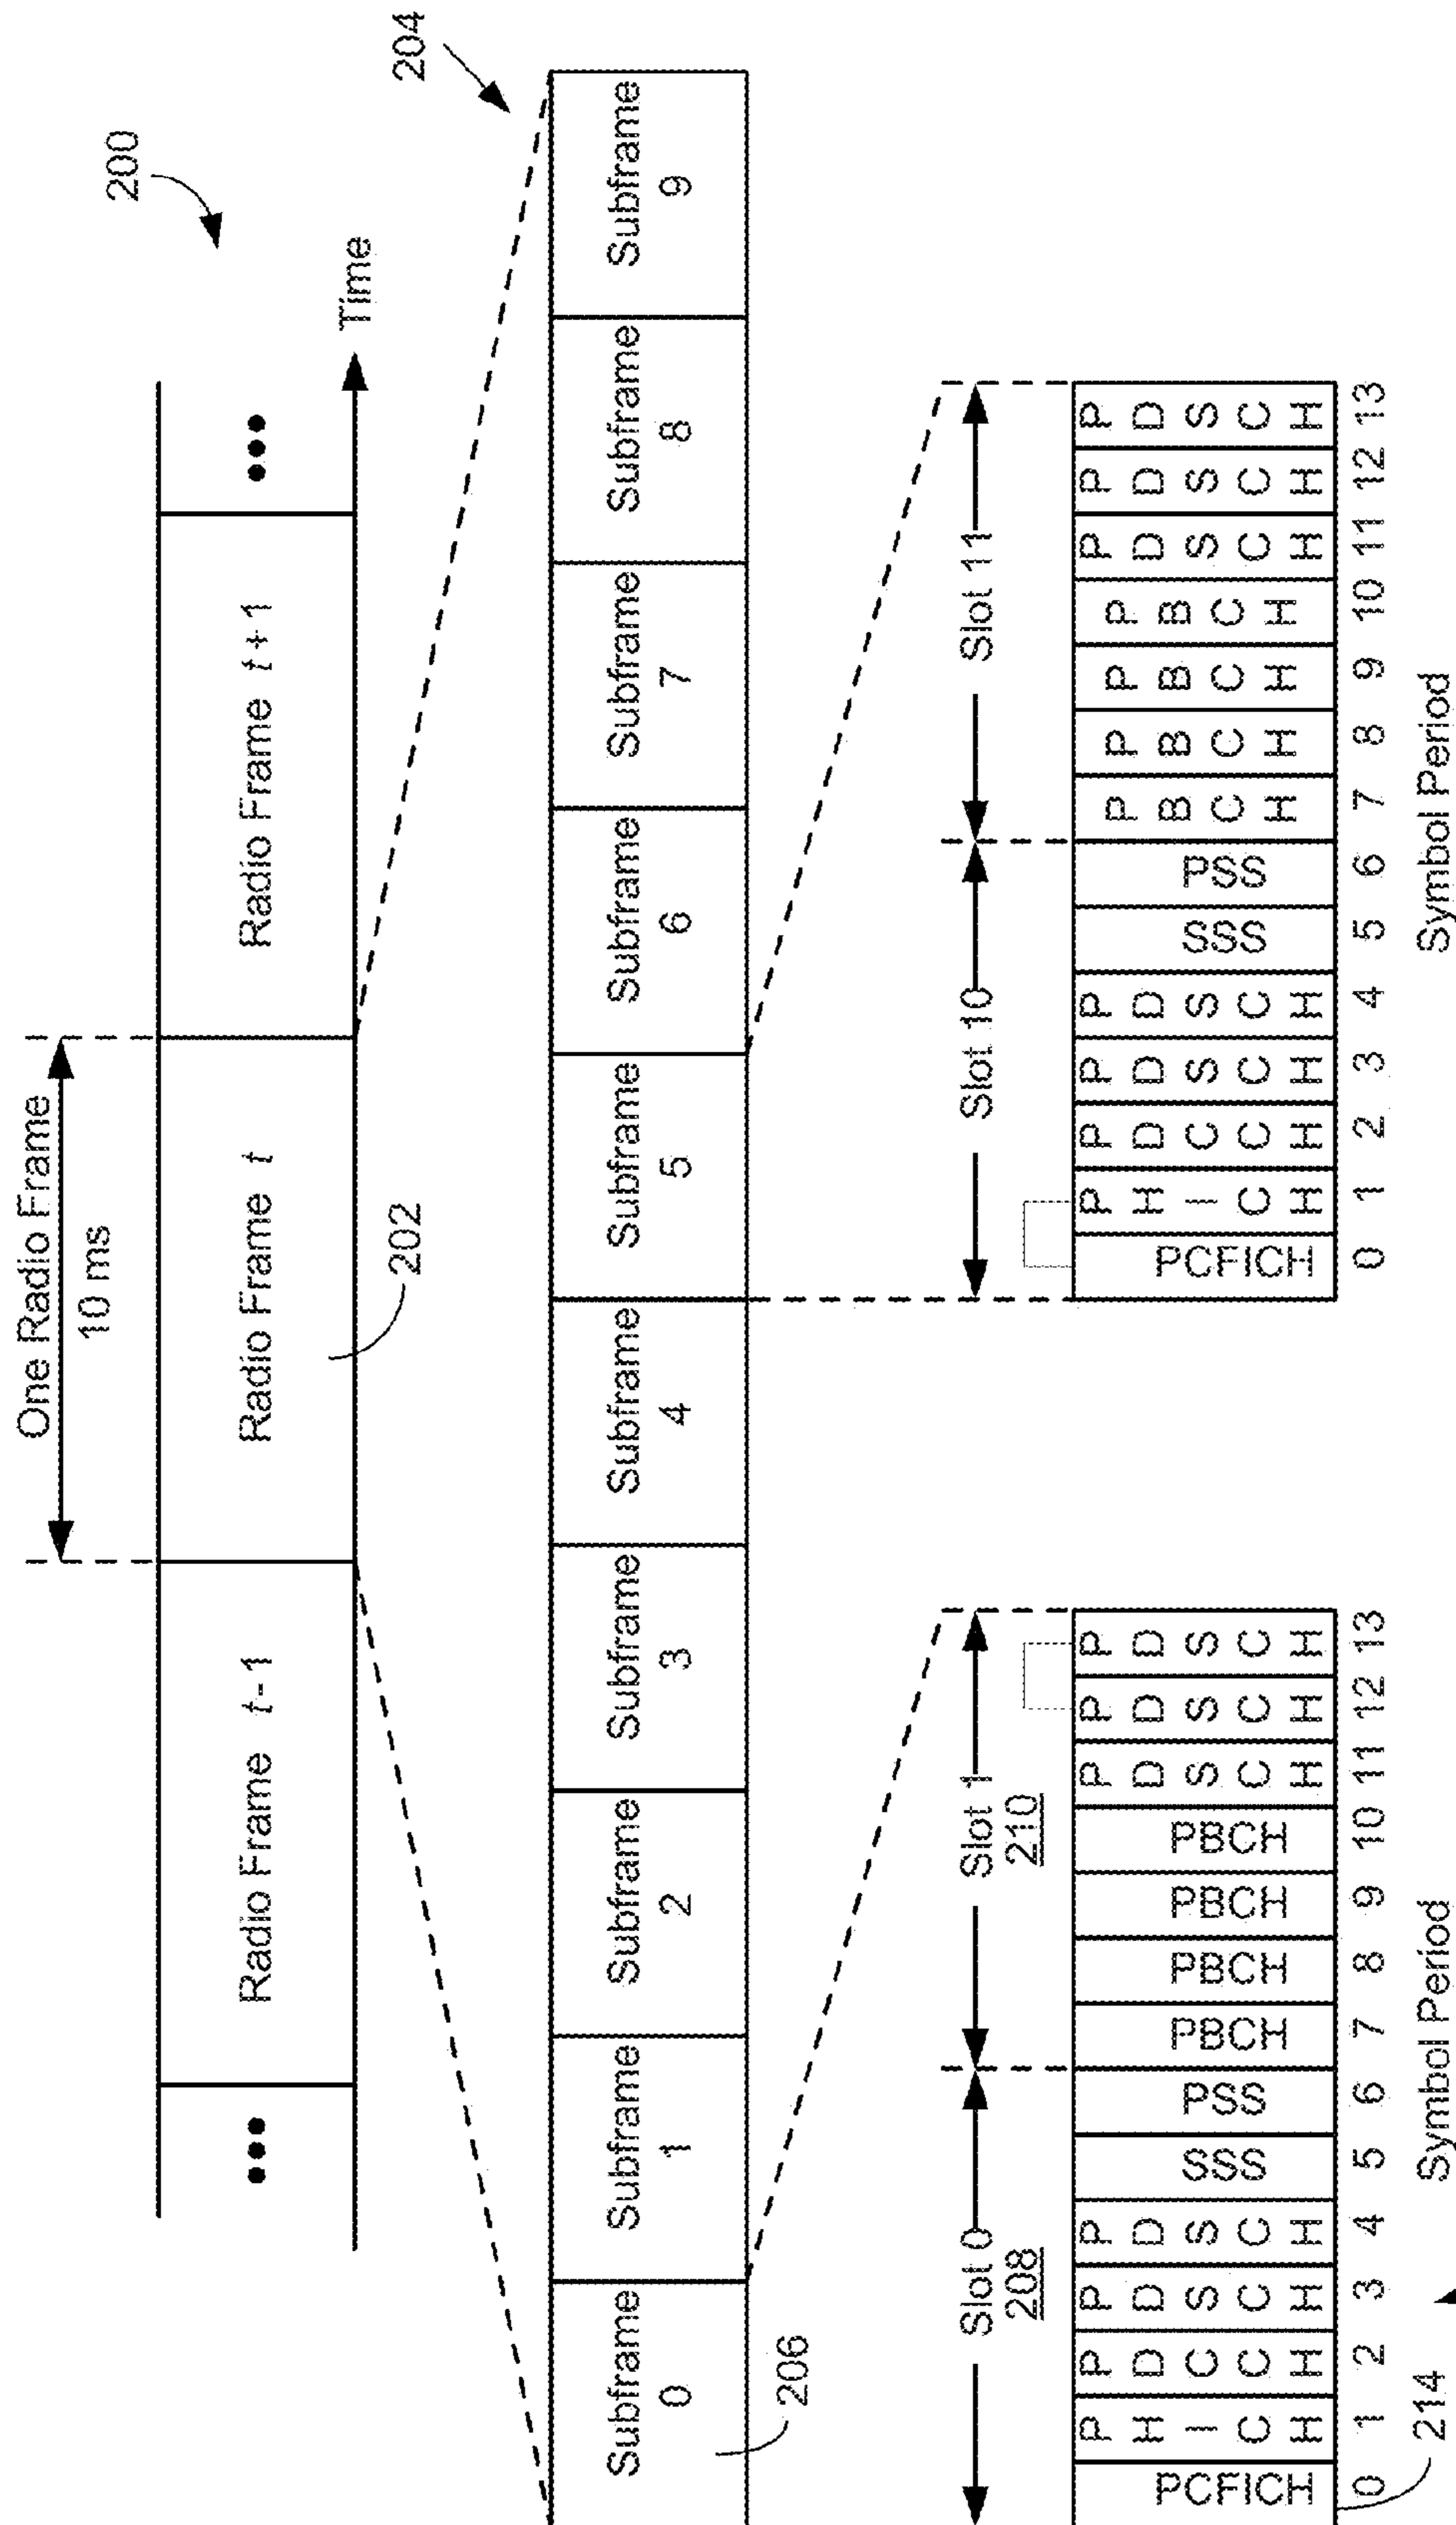 200
One Radio Frame
10 ms
••• Radio Frame t-1 Radio Frame t Radio Frame t+1 •••
202
Time
204
Subframe 0 Subframe 1 Subframe 2 Subframe 3 Subframe 4 Subframe 5 Subframe 6 Subframe 7 Subframe 8 Subframe 9
206
Slot 0 Slot 1 Slot 10 Slot 11
208 210
PCFICH PHICH PDCCH PDSCH PDSCH SSS PSS PBCH PBCH PBCH PBCH PDSCH PDSCH PDSCH
0 1 2 3 4 5 6 7 8 9 10 11 12 13
214
Symbol Period
PCFICH PHICH PDCCH PDSCH PDSCH SSS PSS PBCH PBCH PBCH PBCH PDSCH PDSCH PDSCH
0 1 2 3 4 5 6 7 8 9 10 11 12 13
Symbol Period